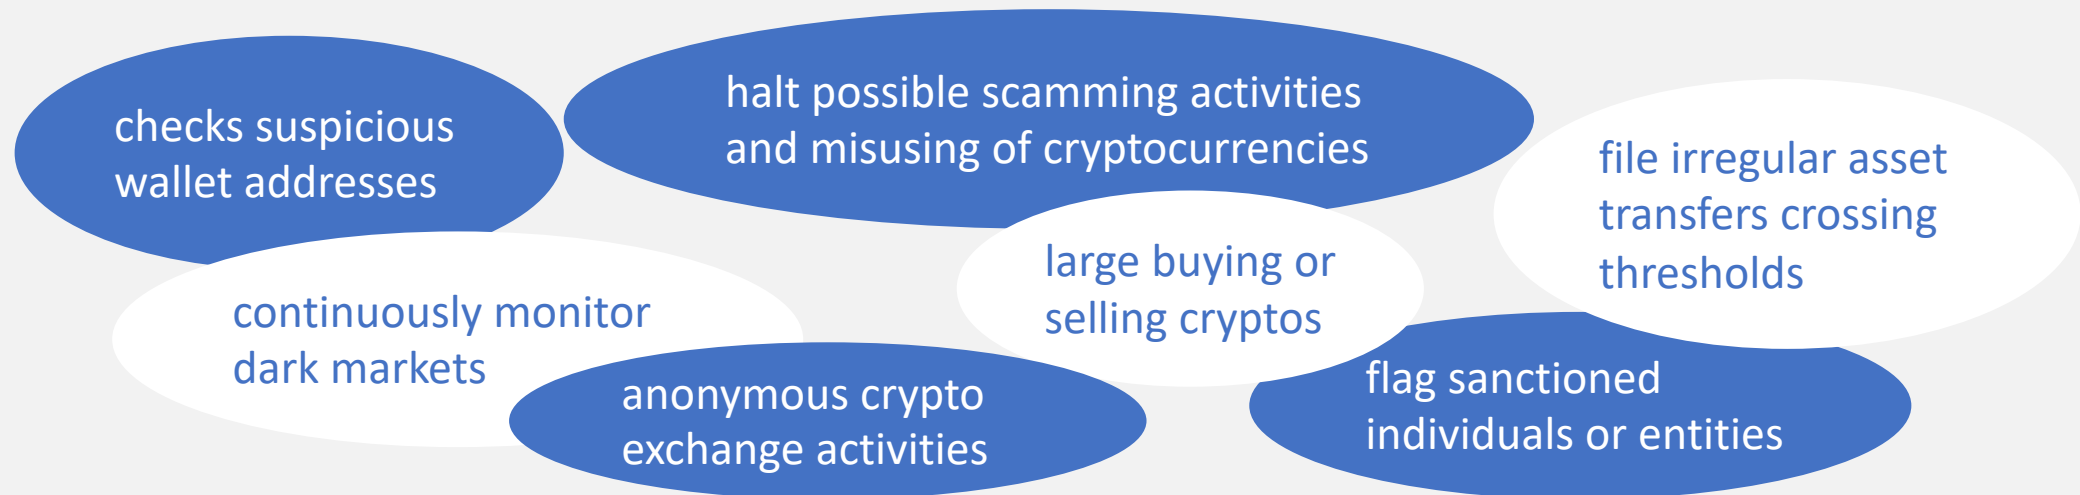 checks suspicious
wallet addresses
halt possible scamming activities
and misusing of cryptocurrencies
file irregular asset
transfers crossing
thresholds
continuously monitor
dark markets
large buying or
selling cryptos
anonymous crypto
exchange activities
flag sanctioned
individuals or entities